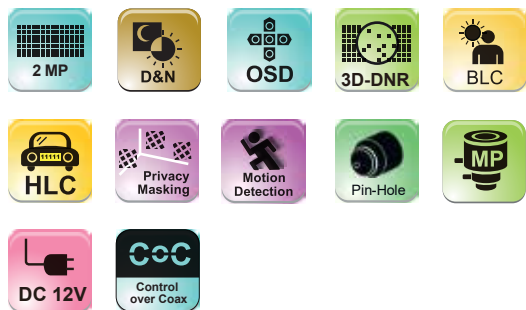 2 MP
D&N
OSD
3D-DNR
BLC
HLC
Privacy
Masking
Motion
Detection
Pin-Hole
MP
DC 12V
CoC
Control
over Coax